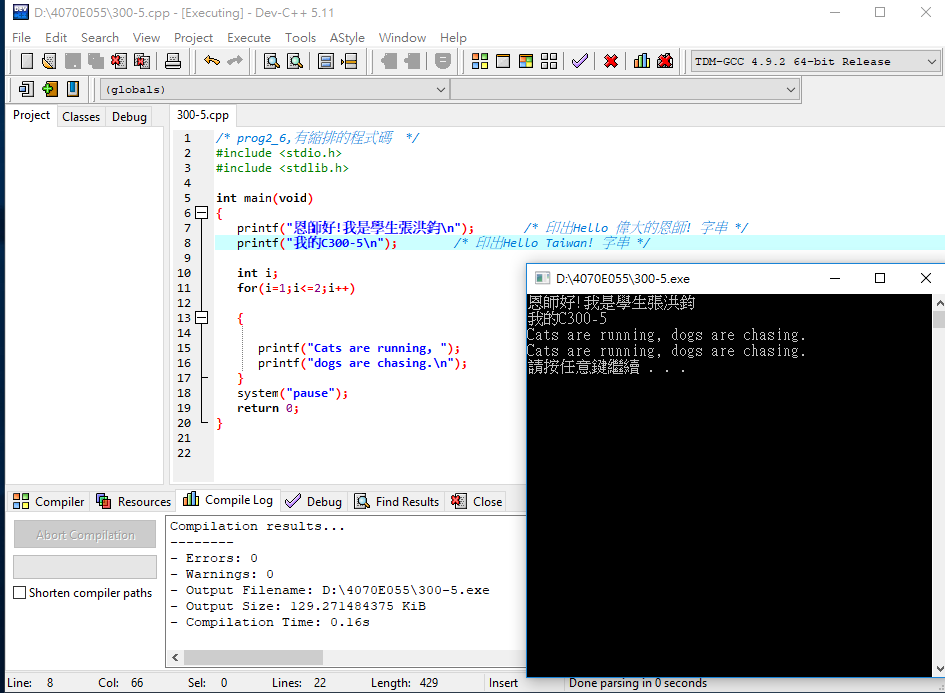 D:\4070E055\300-5.cpp - [Executing] - Dev-C++ 5.11
File Edit Search View Project Execute Tools AStyle Window Help
TDM-GCC 4.9.2 64-bit Release
(globals)
Project Classes Debug
300-5.cpp
1 /* prog2_6,有縮排的程式碼 */
2 #include <stdio.h>
3 #include <stdlib.h>
4
5 int main(void)
6 {
7 printf("恩師好!我是學生張洪鈞\n"); /* 印出Hello 偉大的恩師! 字串 */
8 printf("我的C300-5\n"); /* 印出Hello Taiwan! 字串 */
9
10 int i;
11 for(i=1;i<=2;i++)
12
13 {
14
15 printf("Cats are running, ");
16 printf("dogs are chasing.\n");
17 }
18 system("pause");
19 return 0;
20 }
21
22
D:\4070E055\300-5.exe
恩師好!我是學生張洪鈞
我的C300-5
Cats are running, dogs are chasing.
Cats are running, dogs are chasing.
請按任意鍵繼續 . . .
Compiler Resources Compile Log Debug Find Results Close
Abort Compilation
Shorten compiler paths
Compilation results...
--------
- Errors: 0
- Warnings: 0
- Output Filename: D:\4070E055\300-5.exe
- Output Size: 129.271484375 KiB
- Compilation Time: 0.16s
Line: 8 Col: 66 Sel: 0 Lines: 22 Length: 429 Insert Done parsing in 0 seconds